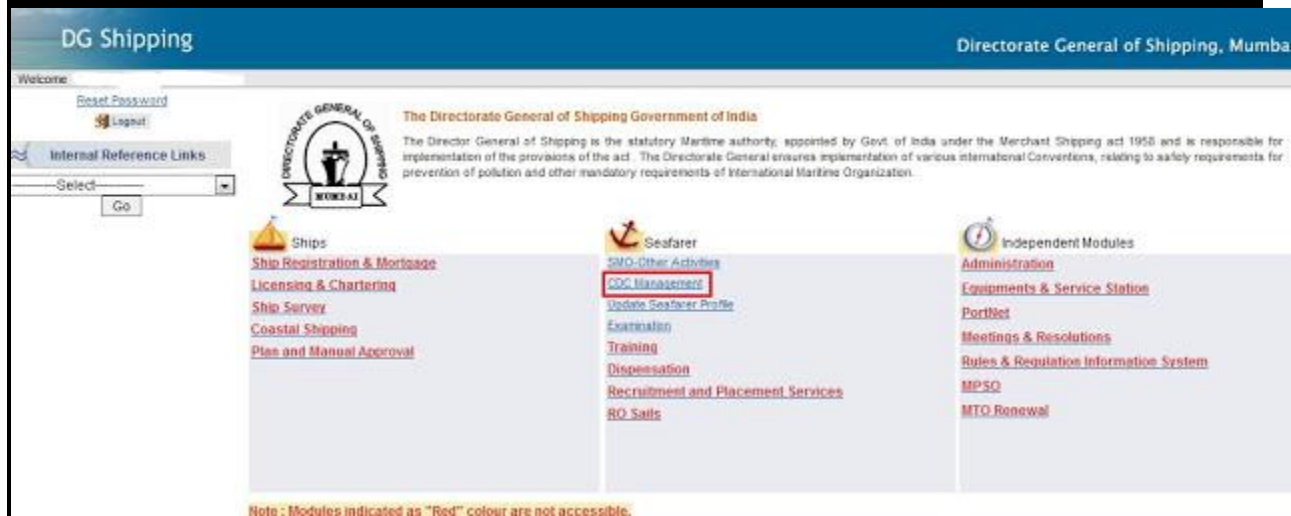 DG Shipping
Directorate General of Shipping, Mumba
Welcome
Reset Password
Logout
Internal Reference Links
----Select----
Go
DIRECTORATE GENERAL OF SHIPPING
MUMBAI
The Directorate General of Shipping Government of India
The Director General of Shipping is the statutory Maritime authority, appointed by Govt. of India under the Merchant Shipping act 1958 and is responsible for
implementation of the provisions of the act . The Directorate General ensures implementation of various international Conventions, relating to safety requirements for
prevention of pollution and other mandatory requirements of International Maritime Organization.
Ships
Ship Registration & Mortgage
Licensing & Chartering
Ship Survey
Coastal Shipping
Plan and Manual Approval
Seafarer
SMO-Other Activities
CDC Management
Update Seafarer Profile
Examination
Training
Dispensation
Recruitment and Placement Services
RO Sails
Independent Modules
Administration
Equipments & Service Station
PortNet
Meetings & Resolutions
Rules & Regulation Information System
MPSO
MTO Renewal
Note : Modules indicated as "Red" colour are not accessible.